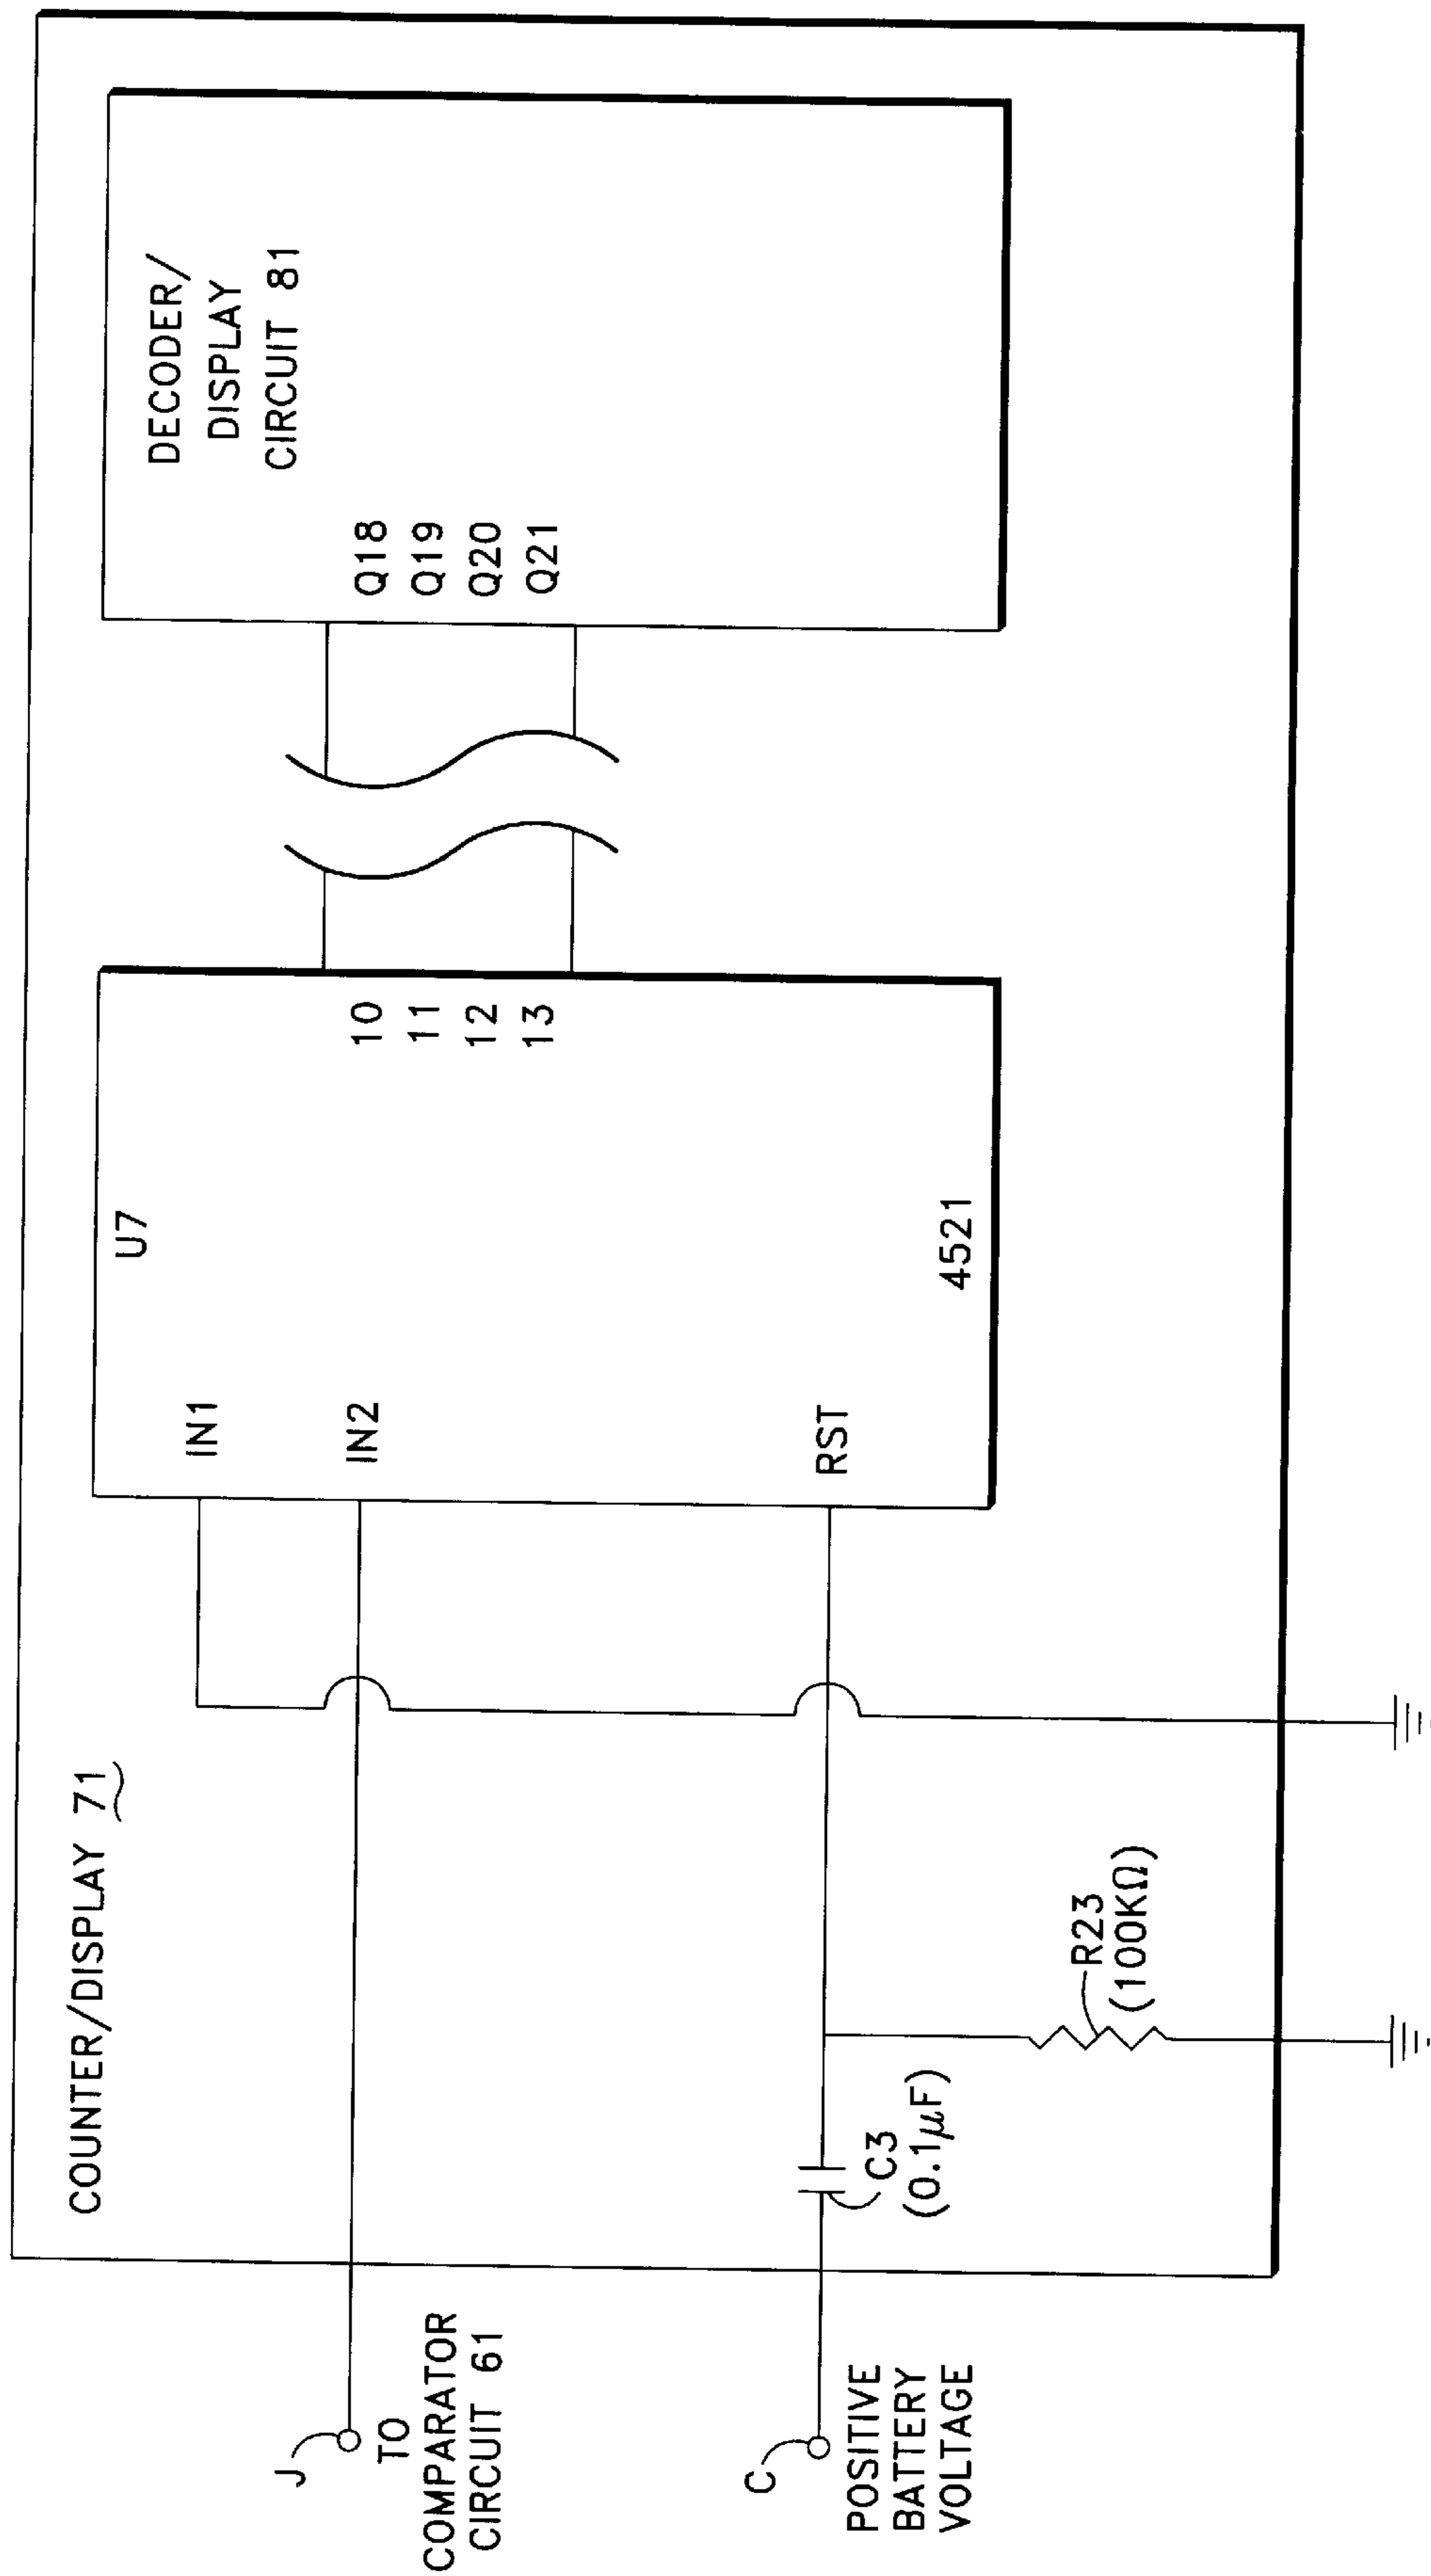 COUNTER/DISPLAY 71
J
TO
COMPARATOR
CIRCUIT 61
C
POSITIVE
BATTERY
VOLTAGE
C3
(0.1µF)
R23
(100KΩ)
U7
IN1
IN2
RST
10
11
12
13
4521
DECODER/
DISPLAY
CIRCUIT 81
Q18
Q19
Q20
Q21